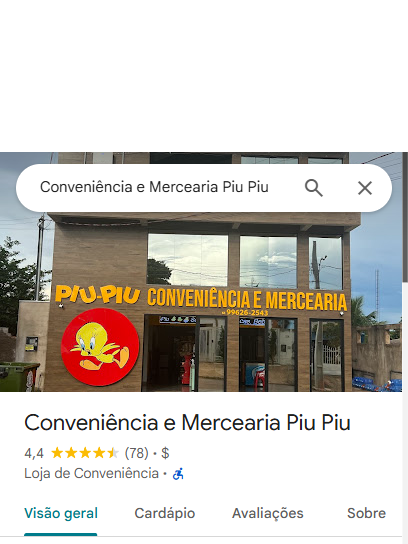 Conveniência e Mercearia Piu Piu
PIU-PIU CONVENIÊNCIA E MERCEARIA
99626-2543
Conveniência e Mercearia Piu Piu
4,4 ★★★★★ (78) · $
Loja de Conveniência ·
Visão geral Cardápio Avaliações Sobre